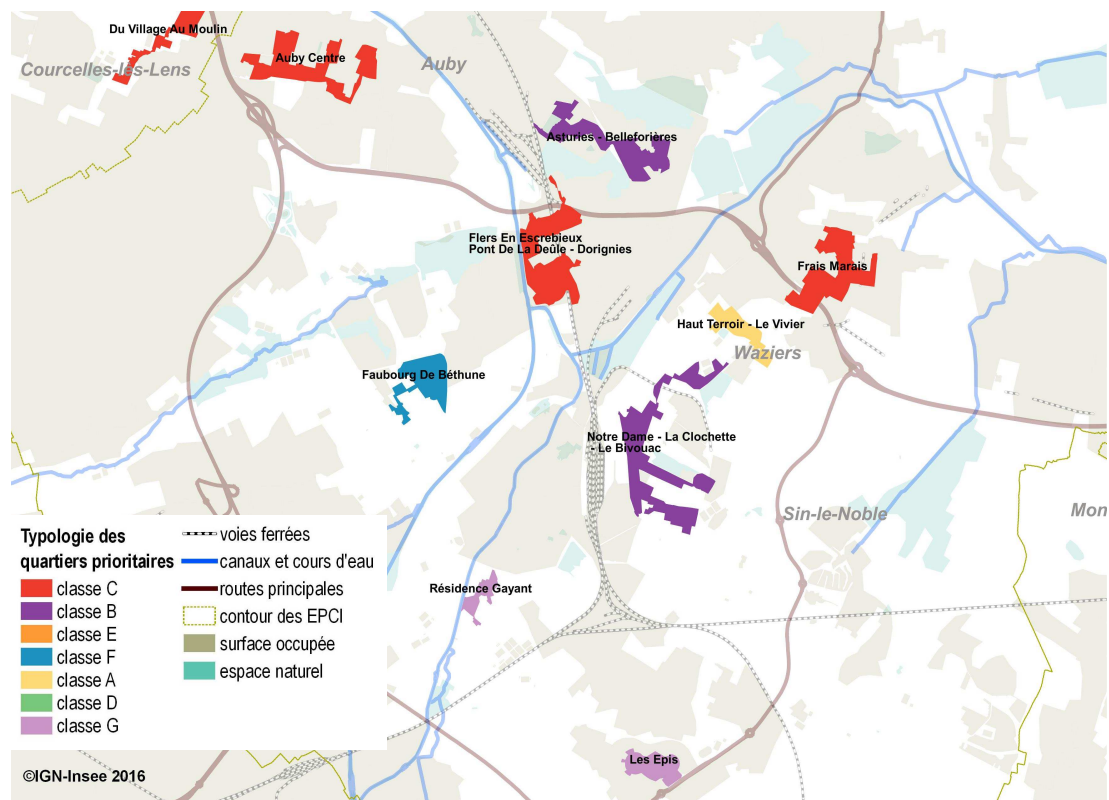 Du Village Au Moulin
Courcelles-lès-Lens
Auby Centre
Auby
Asturies - Belleforières
Flers En Escrebieux
Pont De La Deûle - Dorignies
Frais Marais
Haut Terroir - Le Vivier
Waziers
Faubourg De Béthune
Notre Dame - La Clochette
- Le Bivouac
Sin-le-Noble
Mon
Résidence Gayant
Les Epis
Typologie des
quartiers prioritaires
classe C
classe B
classe E
classe F
classe A
classe D
classe G
voies ferrées
canaux et cours d'eau
routes principales
contour des EPCI
surface occupée
espace naturel
©IGN-Insee 2016